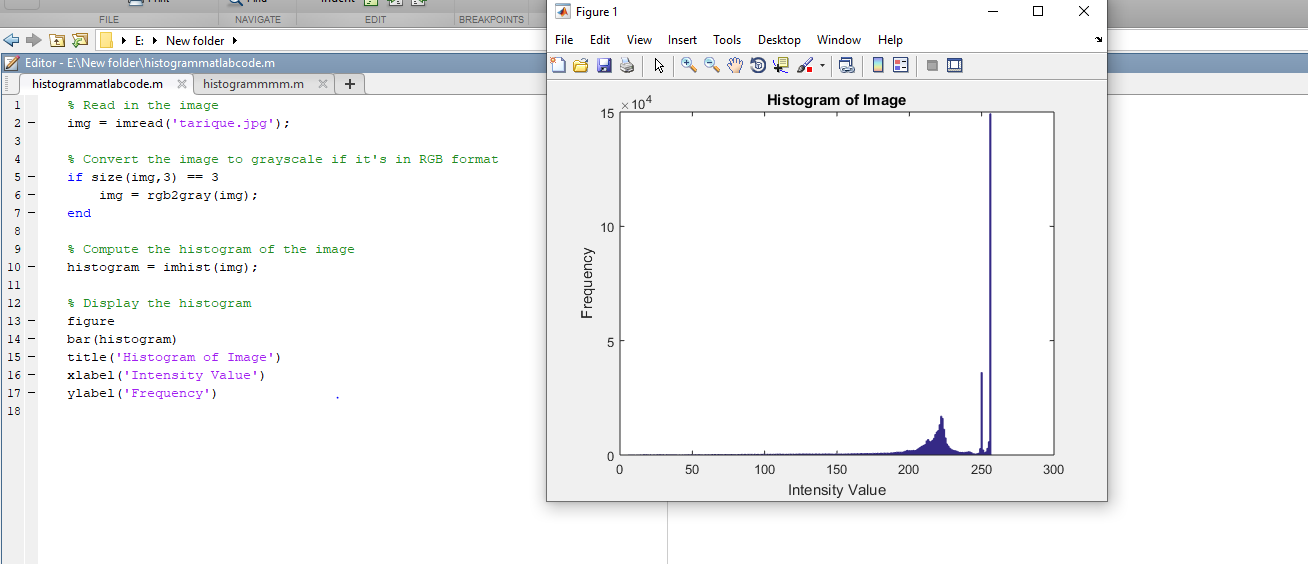 FILE NAVIGATE EDIT BREAKPOINTS
E: New folder
Editor - E:\New folder\histogrammatlabcode.m
histogrammatlabcode.m histogrammmm.m
1 % Read in the image
2 img = imread('tarique.jpg');
3
4 % Convert the image to grayscale if it's in RGB format
5 if size(img,3) == 3
6 img = rgb2gray(img);
7 end
8
9 % Compute the histogram of the image
10 histogram = imhist(img);
11
12 % Display the histogram
13 figure
14 bar(histogram)
15 title('Histogram of Image')
16 xlabel('Intensity Value')
17 ylabel('Frequency')
18
Figure 1
File Edit View Insert Tools Desktop Window Help
Histogram of Image
×10^4
15
10
5
0
Frequency
0 50 100 150 200 250 300
Intensity Value